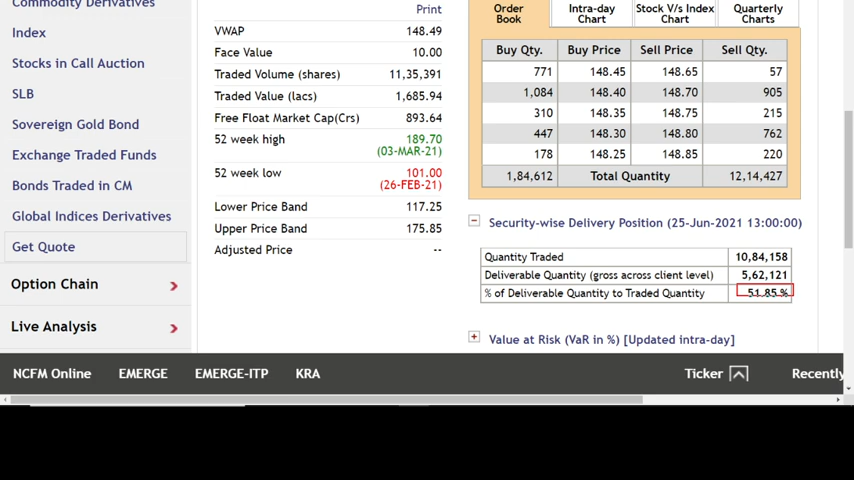 Commodity Derivatives
Index
Stocks in Call Auction
SLB
Sovereign Gold Bond
Exchange Traded Funds
Bonds Traded in CM
Global Indices Derivatives
Get Quote
Option Chain
Live Analysis
Print
VWAP 148.49
Face Value 10.00
Traded Volume (shares) 11,35,391
Traded Value (lacs) 1,685.94
Free Float Market Cap(Crs) 893.64
52 week high 189.70
(03-MAR-21)
52 week low 101.00
(26-FEB-21)
Lower Price Band 117.25
Upper Price Band 175.85
Adjusted Price --
Order Book
Intra-day Chart
Stock V/s Index Chart
Quarterly Charts
Buy Qty. Buy Price Sell Price Sell Qty.
771 148.45 148.65 57
1,084 148.40 148.70 905
310 148.35 148.75 215
447 148.30 148.80 762
178 148.25 148.85 220
1,84,612 Total Quantity 12,14,427
Security-wise Delivery Position (25-Jun-2021 13:00:00)
Quantity Traded 10,84,158
Deliverable Quantity (gross across client level) 5,62,121
% of Deliverable Quantity to Traded Quantity 51.85 %
Value at Risk (VaR in %) [Updated intra-day]
NCFM Online EMERGE EMERGE-ITP KRA Ticker Recently